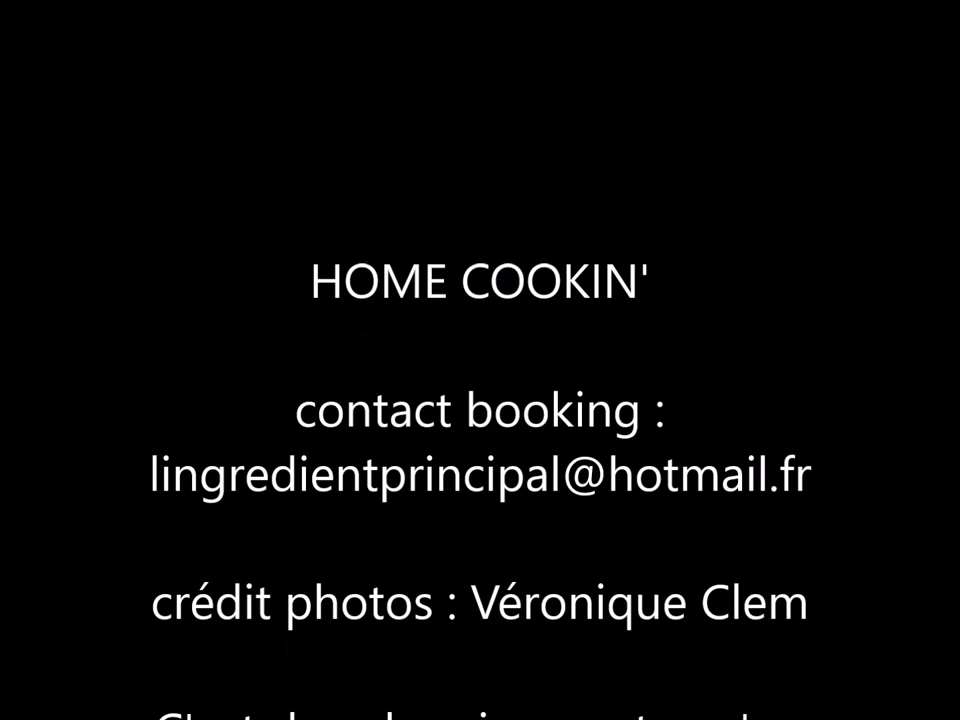 HOME COOKIN'
contact booking :
lingredientprincipal@hotmail.fr
crédit photos : Véronique Clem